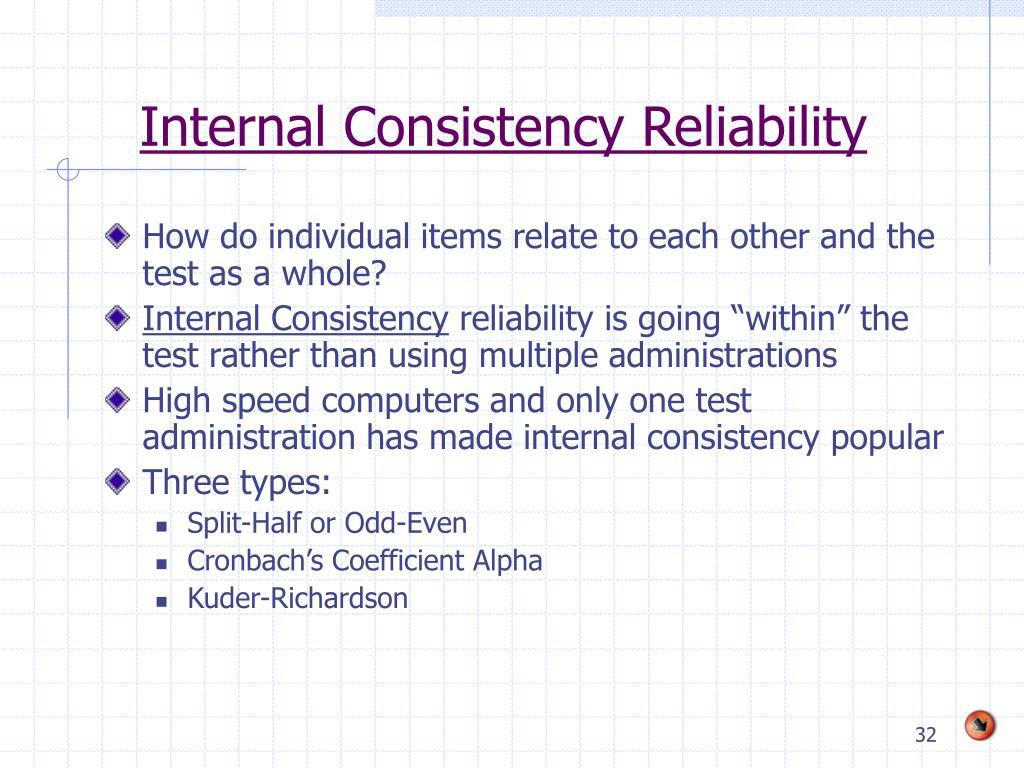 Internal Consistency Reliability
How do individual items relate to each other and the
test as a whole?
Internal Consistency reliability is going “within” the
test rather than using multiple administrations
High speed computers and only one test
administration has made internal consistency popular
Three types:
Split-Half or Odd-Even
Cronbach’s Coefficient Alpha
Kuder-Richardson
32